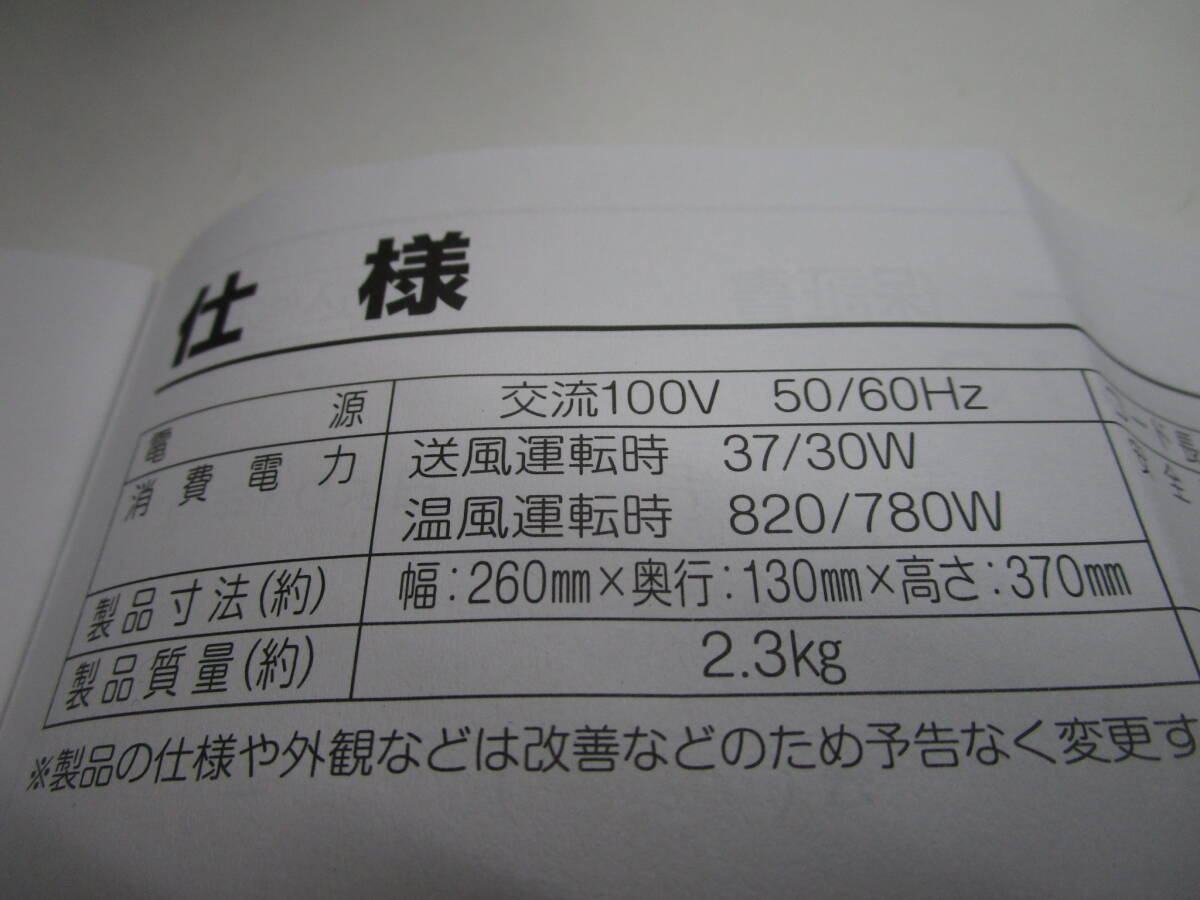 仕様
電源 交流100V 50/60Hz
消費電力 送風運転時 37/30W
温風運転時 820/780W
製品寸法(約) 幅:260㎜×奥行:130㎜×高さ:370㎜
製品質量(約) 2.3kg
※製品の仕様や外観などは改善などのため予告なく変更す